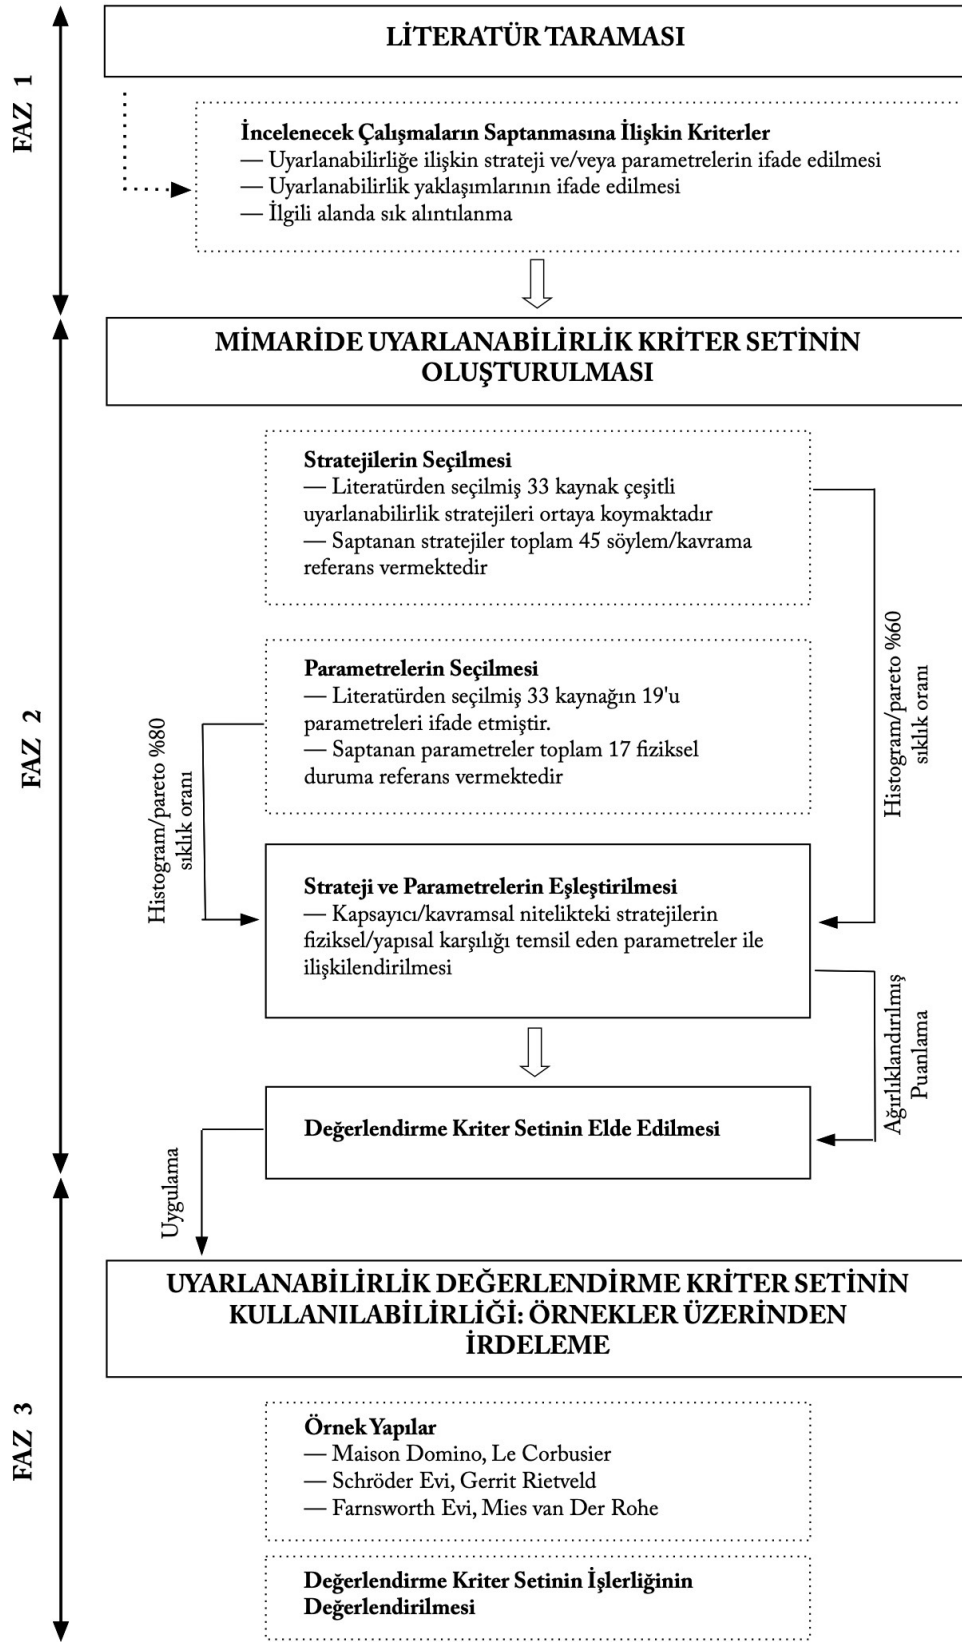 FAZ 1
LİTERATÜR TARAMASI
İncelenecek Çalışmaların Saptanmasına İlişkin Kriterler
— Uyarlanabilirliğe ilişkin strateji ve/veya parametrelerin ifade edilmesi
— Uyarlanabilirlik yaklaşımlarının ifade edilmesi
— İlgili alanda sık alıntılanma
FAZ 2
MİMARİDE UYARLANABİLİRLİK KRİTER SETİNİN
OLUŞTURULMASI
Stratejilerin Seçilmesi
— Literatürden seçilmiş 33 kaynak çeşitli
uyarlanabilirlik stratejileri ortaya koymaktadır
— Saptanan stratejiler toplam 45 söylem/kavrama
referans vermektedir
Histogram/pareto %60
sıklık oranı
Parametrelerin Seçilmesi
— Literatürden seçilmiş 33 kaynağın 19'u
parametreleri ifade etmiştir.
— Saptanan parametreler toplam 17 fiziksel
duruma referans vermektedir
Histogram/pareto %80
sıklık oranı
Strateji ve Parametrelerin Eşleştirilmesi
— Kapsayıcı/kavramsal nitelikteki stratejilerin
fiziksel/yapısal karşılığı temsil eden parametreler ile
ilişkilendirilmesi
Ağırlıklandırılmış
Puanlama
Değerlendirme Kriter Setinin Elde Edilmesi
Uygulama
FAZ 3
UYARLANABİLİRLİK DEĞERLENDİRME KRİTER SETİNİN
KULLANILABİLİRLİĞİ: ÖRNEKLER ÜZERİNDEN
İRDELEME
Örnek Yapılar
— Maison Domino, Le Corbusier
— Schröder Evi, Gerrit Rietveld
— Farnsworth Evi, Mies van Der Rohe
Değerlendirme Kriter Setinin İşlerliğinin
Değerlendirilmesi